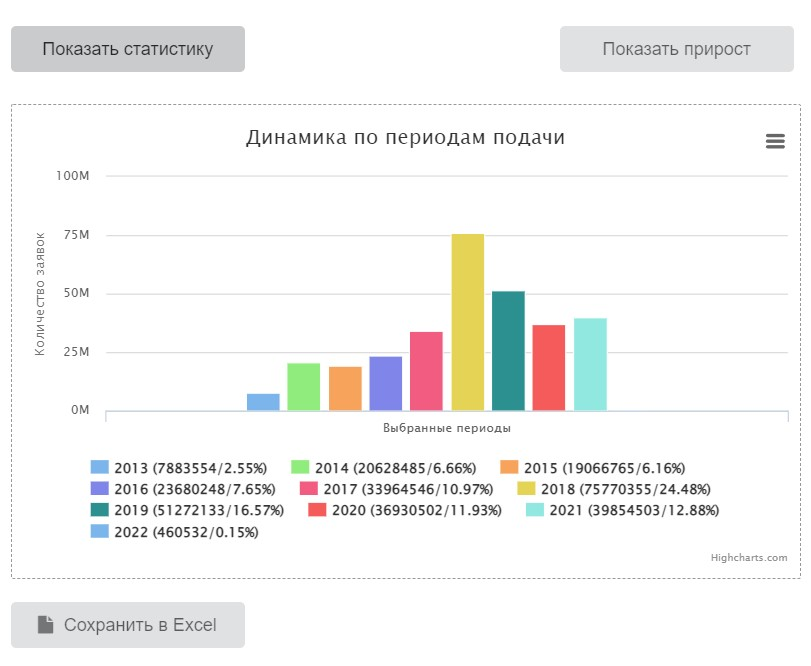 Показать статистику
Показать прирост
Динамика по периодам подачи
100M
75M
50M
25M
0M
Количество заявок
Выбранные периоды
2013 (7883554/2.55%) 2014 (20628485/6.66%) 2015 (19066765/6.16%)
2016 (23680248/7.65%) 2017 (33964546/10.97%) 2018 (75770355/24.48%)
2019 (51272133/16.57%) 2020 (36930502/11.93%) 2021 (39854503/12.88%)
2022 (460532/0.15%)
Highcharts.com
Сохранить в Excel